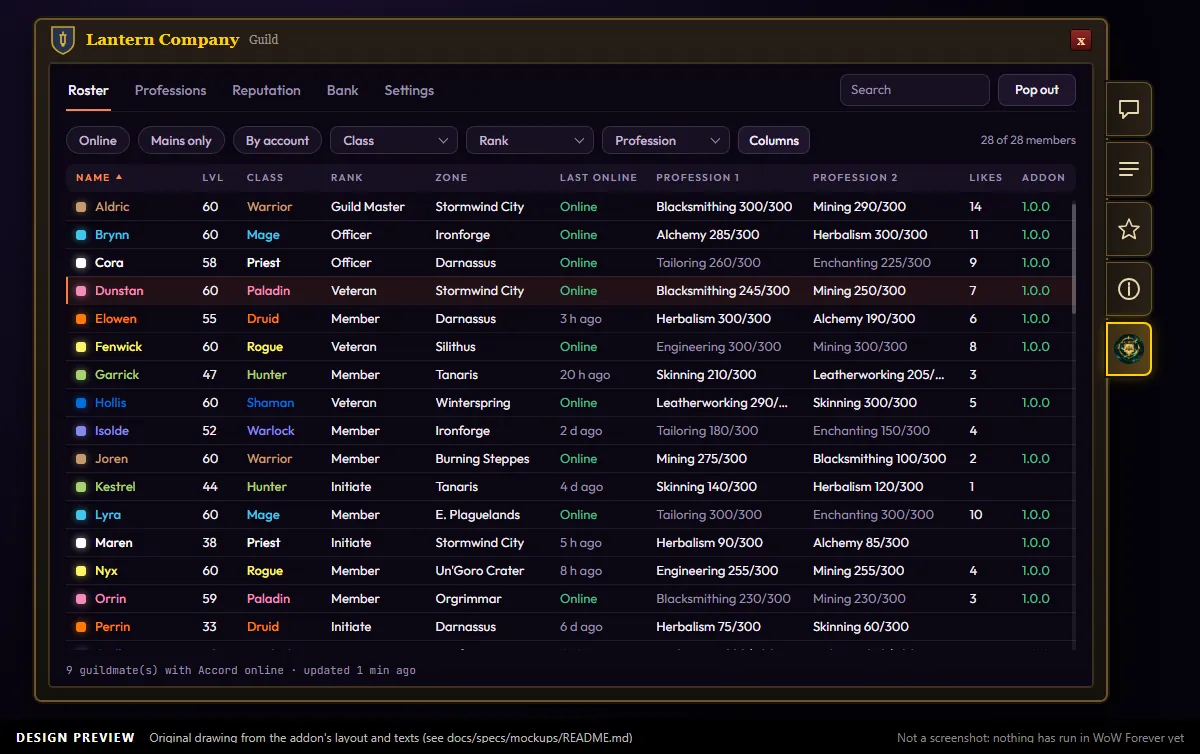 Lantern Company Guild x
Roster Professions Reputation Bank Settings Search Pop out
Online Mains only By account Class Rank Profession Columns 28 of 28 members
NAME LVL CLASS RANK ZONE LAST ONLINE PROFESSION 1 PROFESSION 2 LIKES ADDON
Aldric 60 Warrior Guild Master Stormwind City Online Blacksmithing 300/300 Mining 290/300 14 1.0.0
Brynn 60 Mage Officer Ironforge Online Alchemy 285/300 Herbalism 300/300 11 1.0.0
Cora 58 Priest Officer Darnassus Online Tailoring 260/300 Enchanting 225/300 9 1.0.0
Dunstan 60 Paladin Veteran Stormwind City Online Blacksmithing 245/300 Mining 250/300 7 1.0.0
Elowen 55 Druid Member Darnassus 3 h ago Herbalism 300/300 Alchemy 190/300 6 1.0.0
Fenwick 60 Rogue Veteran Silithus Online Engineering 300/300 Mining 300/300 8 1.0.0
Garrick 47 Hunter Member Tanaris 20 h ago Skinning 210/300 Leatherworking 205/... 3
Hollis 60 Shaman Veteran Winterspring Online Leatherworking 290/... Skinning 300/300 5 1.0.0
Isolde 52 Warlock Member Ironforge 2 d ago Tailoring 180/300 Enchanting 150/300 4
Joren 60 Warrior Member Burning Steppes Online Mining 275/300 Blacksmithing 100/300 2 1.0.0
Kestrel 44 Hunter Initiate Tanaris 4 d ago Skinning 140/300 Herbalism 120/300 1
Lyra 60 Mage Member E. Plaguelands Online Tailoring 300/300 Enchanting 300/300 10 1.0.0
Maren 38 Priest Initiate Stormwind City 5 h ago Herbalism 90/300 Alchemy 85/300 1.0.0
Nyx 60 Rogue Member Un'Goro Crater 8 h ago Engineering 255/300 Mining 255/300 4 1.0.0
Orrin 59 Paladin Member Orgrimmar Online Blacksmithing 230/300 Mining 230/300 3 1.0.0
Perrin 33 Druid Initiate Darnassus 6 d ago Herbalism 75/300 Skinning 60/300
9 guildmate(s) with Accord online · updated 1 min ago
DESIGN PREVIEW Original drawing from the addon's layout and texts (see docs/specs/mockups/README.md) Not a screenshot: nothing has run in WoW Forever yet